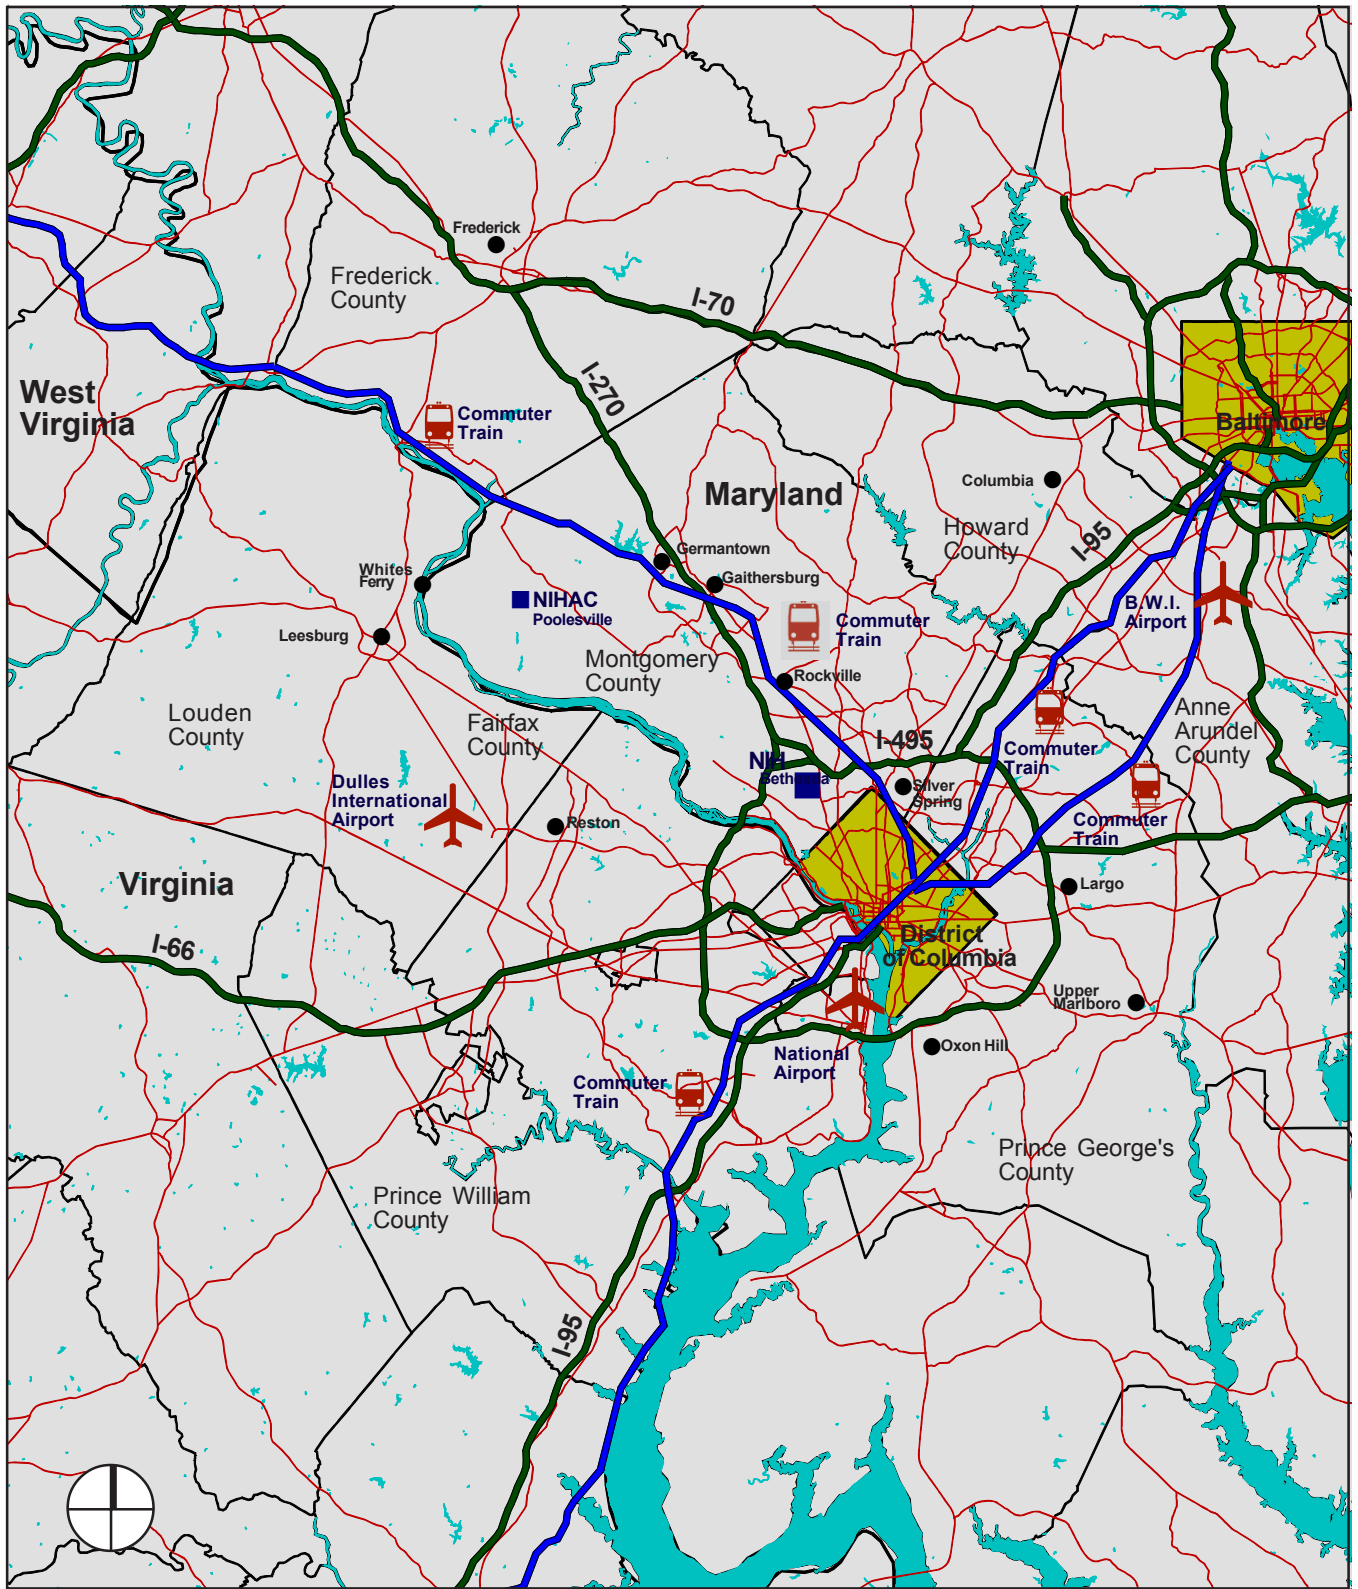 Frederick
Frederick
County
I-70
I-270
West
Virginia
Commuter
Train
Baltimore
Maryland
Columbia
Howard
County
I-95
Germantown
Gaithersburg
Whites
Ferry
NIHAC
Poolesville
B.W.I.
Airport
Commuter
Train
Leesburg
Montgomery
County
Rockville
Louden
County
Fairfax
County
Anne
Arundel
County
I-495
Commuter
Train
NIH
Bethesda
Silver
Spring
Dulles
International
Airport
Reston
Commuter
Train
Virginia
Largo
I-66
District
of Columbia
Upper
Marlboro
Oxon Hill
National
Airport
Commuter
Train
Prince George's
County
Prince William
County
I-95